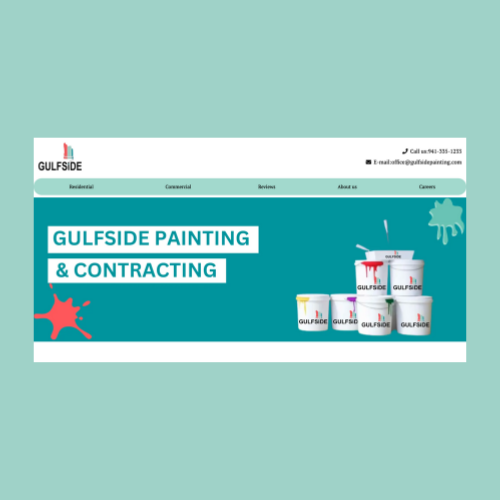 GULFSIDE
Call us:941-355-1233
E-mail:office@gulfsidepainting.com
Residential Commercial Reviews About us Careers
GULFSIDE PAINTING
& CONTRACTING
GULFSIDE GULFSIDE
GULFSIDE GULFSIDE GULFSIDE GULFSIDE